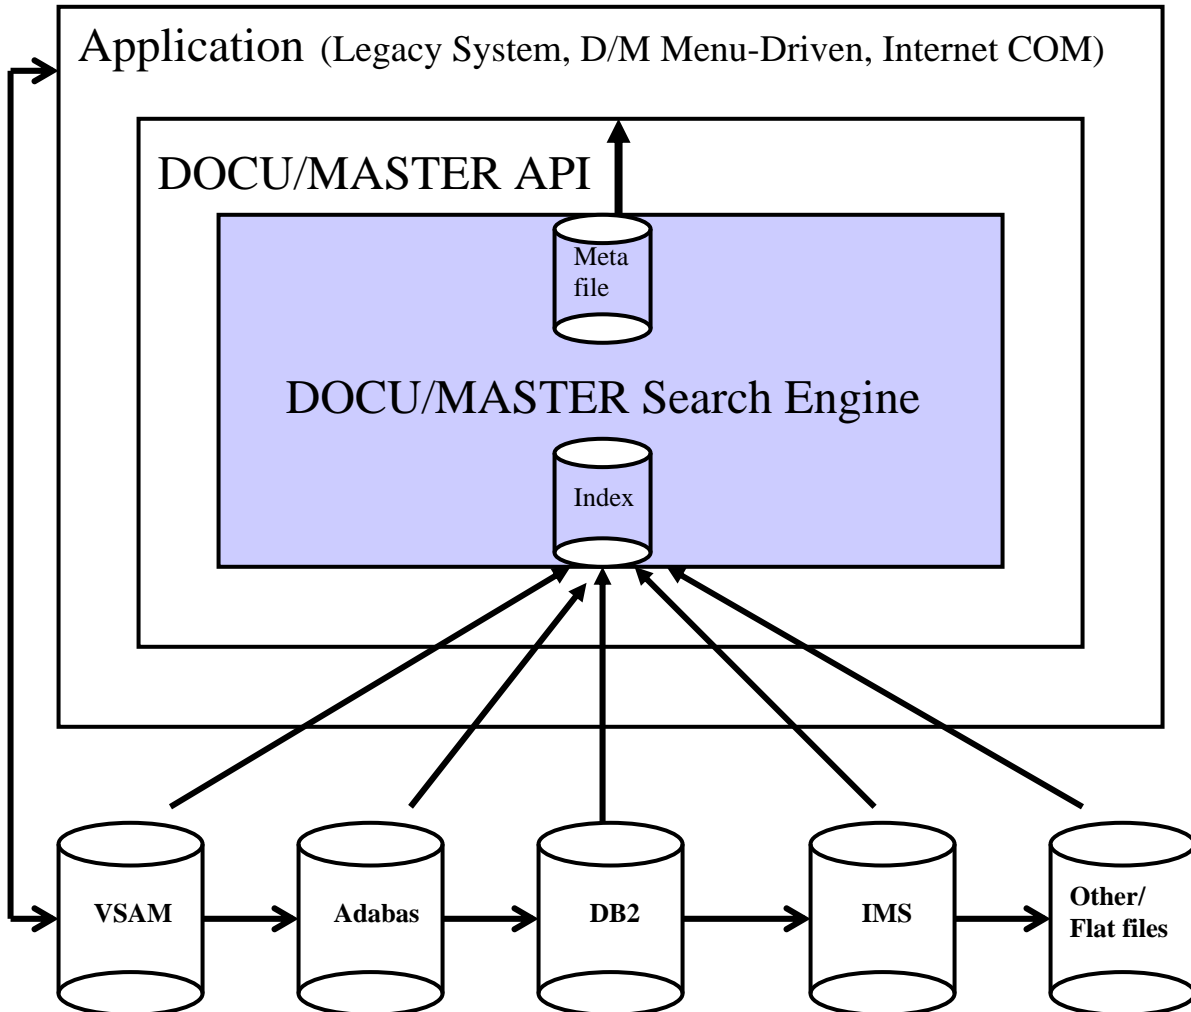 Application (Legacy System, D/M Menu-Driven, Internet COM)
DOCU/MASTER API
Meta
file
DOCU/MASTER Search Engine
Index
VSAM
Adabas
DB2
IMS
Other/
Flat files